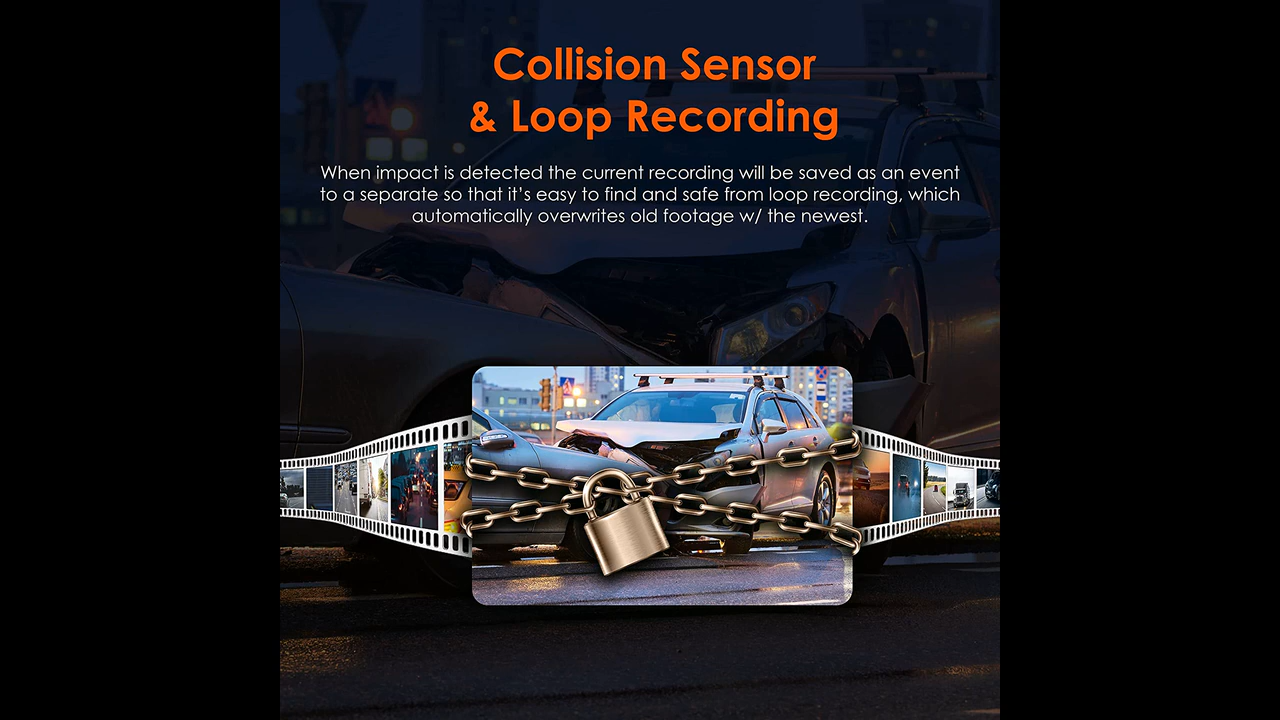 Collision Sensor
& Loop Recording
When impact is detected the current recording will be saved as an event
to a separate so that it's easy to find and safe from loop recording, which
automatically overwrites old footage w/ the newest.